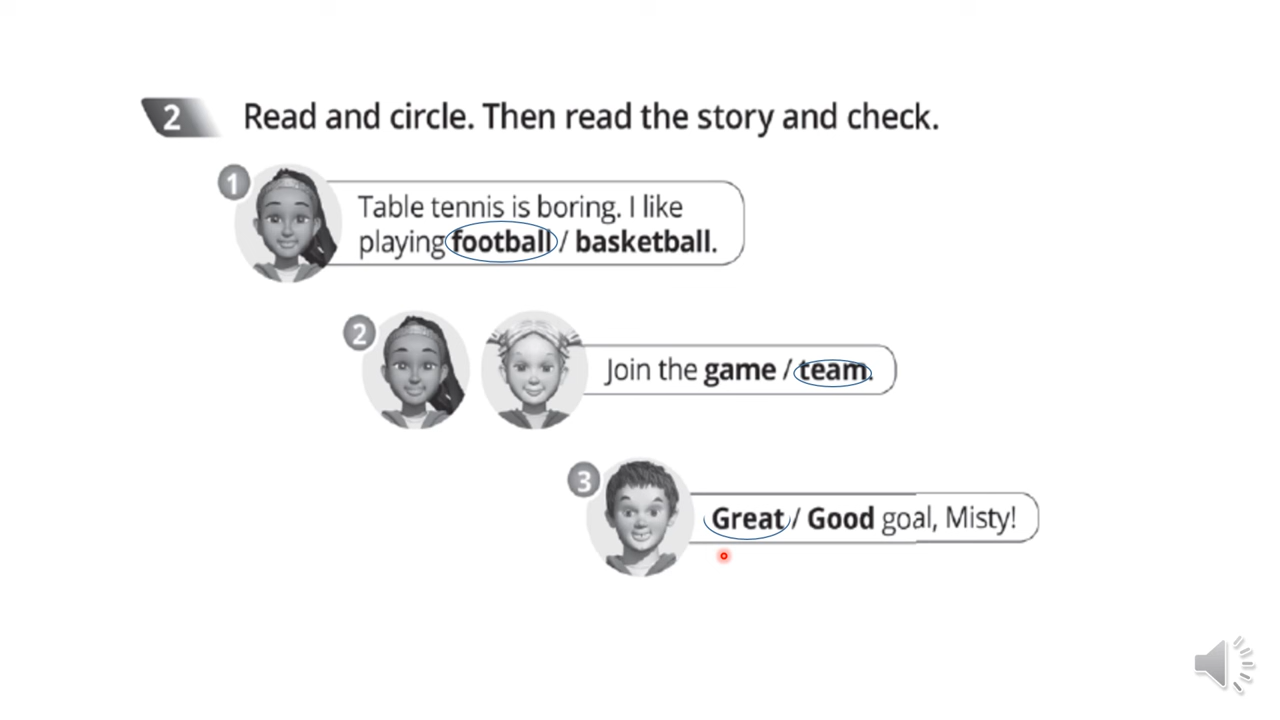 2 Read and circle. Then read the story and check.
1
Table tennis is boring. I like
playing football / basketball.
2
Join the game / team.
3
Great / Good goal, Misty!